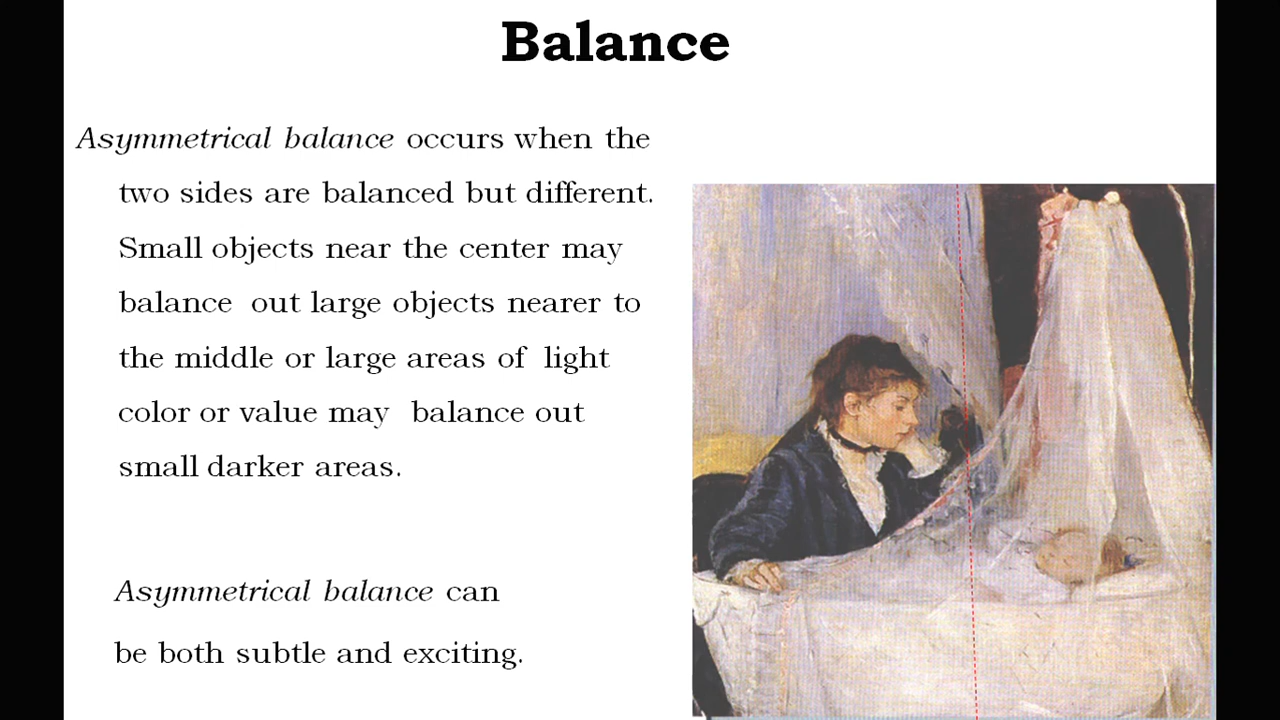 Balance
Asymmetrical balance occurs when the
two sides are balanced but different.
Small objects near the center may
balance out large objects nearer to
the middle or large areas of light
color or value may balance out
small darker areas.
Asymmetrical balance can
be both subtle and exciting.